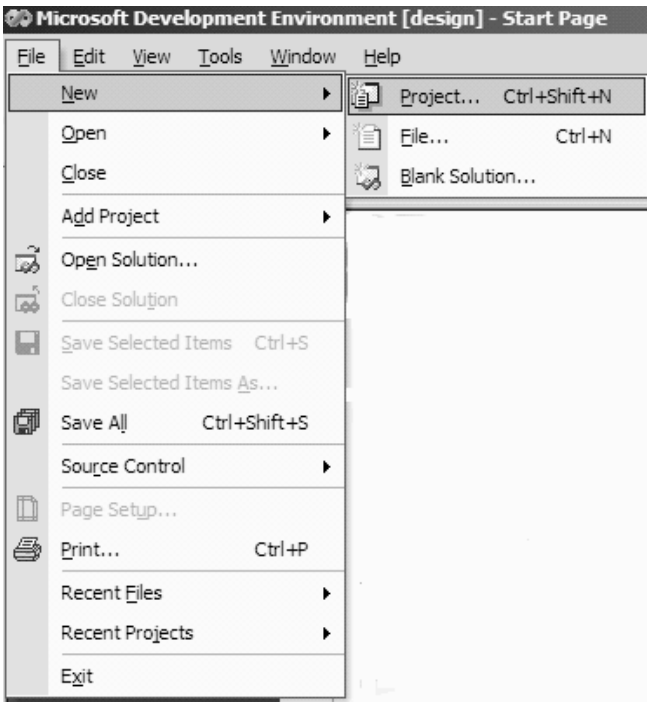 Microsoft Development Environment [design] - Start Page
File Edit View Tools Window Help
New
Project... Ctrl+Shift+N
Open
File... Ctrl+N
Close
Blank Solution...
Add Project
Open Solution...
Close Solution
Save Selected Items Ctrl+S
Save Selected Items As...
Save All Ctrl+Shift+S
Source Control
Page Setup...
Print... Ctrl+P
Recent Files
Recent Projects
Exit